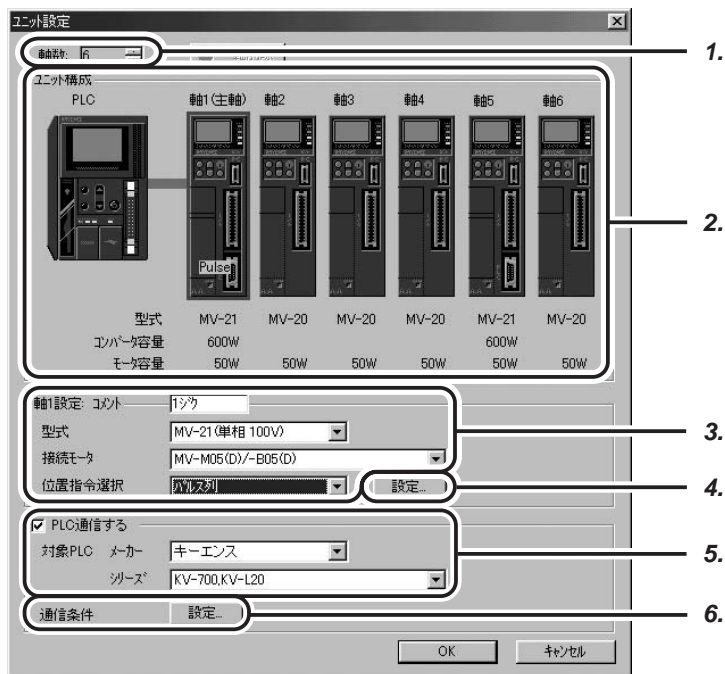 ユニット設定
軸数: 6
1.
ユニット構成
PLC 軸1(主軸) 軸2 軸3 軸4 軸5 軸6
2.
Pulse
型式 MV-21 MV-20 MV-20 MV-20 MV-21 MV-20
コンバータ容量 600W 600W
モータ容量 50W 50W 50W 50W 50W 50W
軸1設定: コメント 1ジク
型式 MV-21(単相 100V)
3.
接続モータ MV-M05(D)/-B05(D)
位置指令選択 パルス列 設定...
4.
PLC通信する
対象PLC メーカー キーエンス
5.
シリーズ KV-700,KV-L20
通信条件 設定...
6.
OK キャンセル